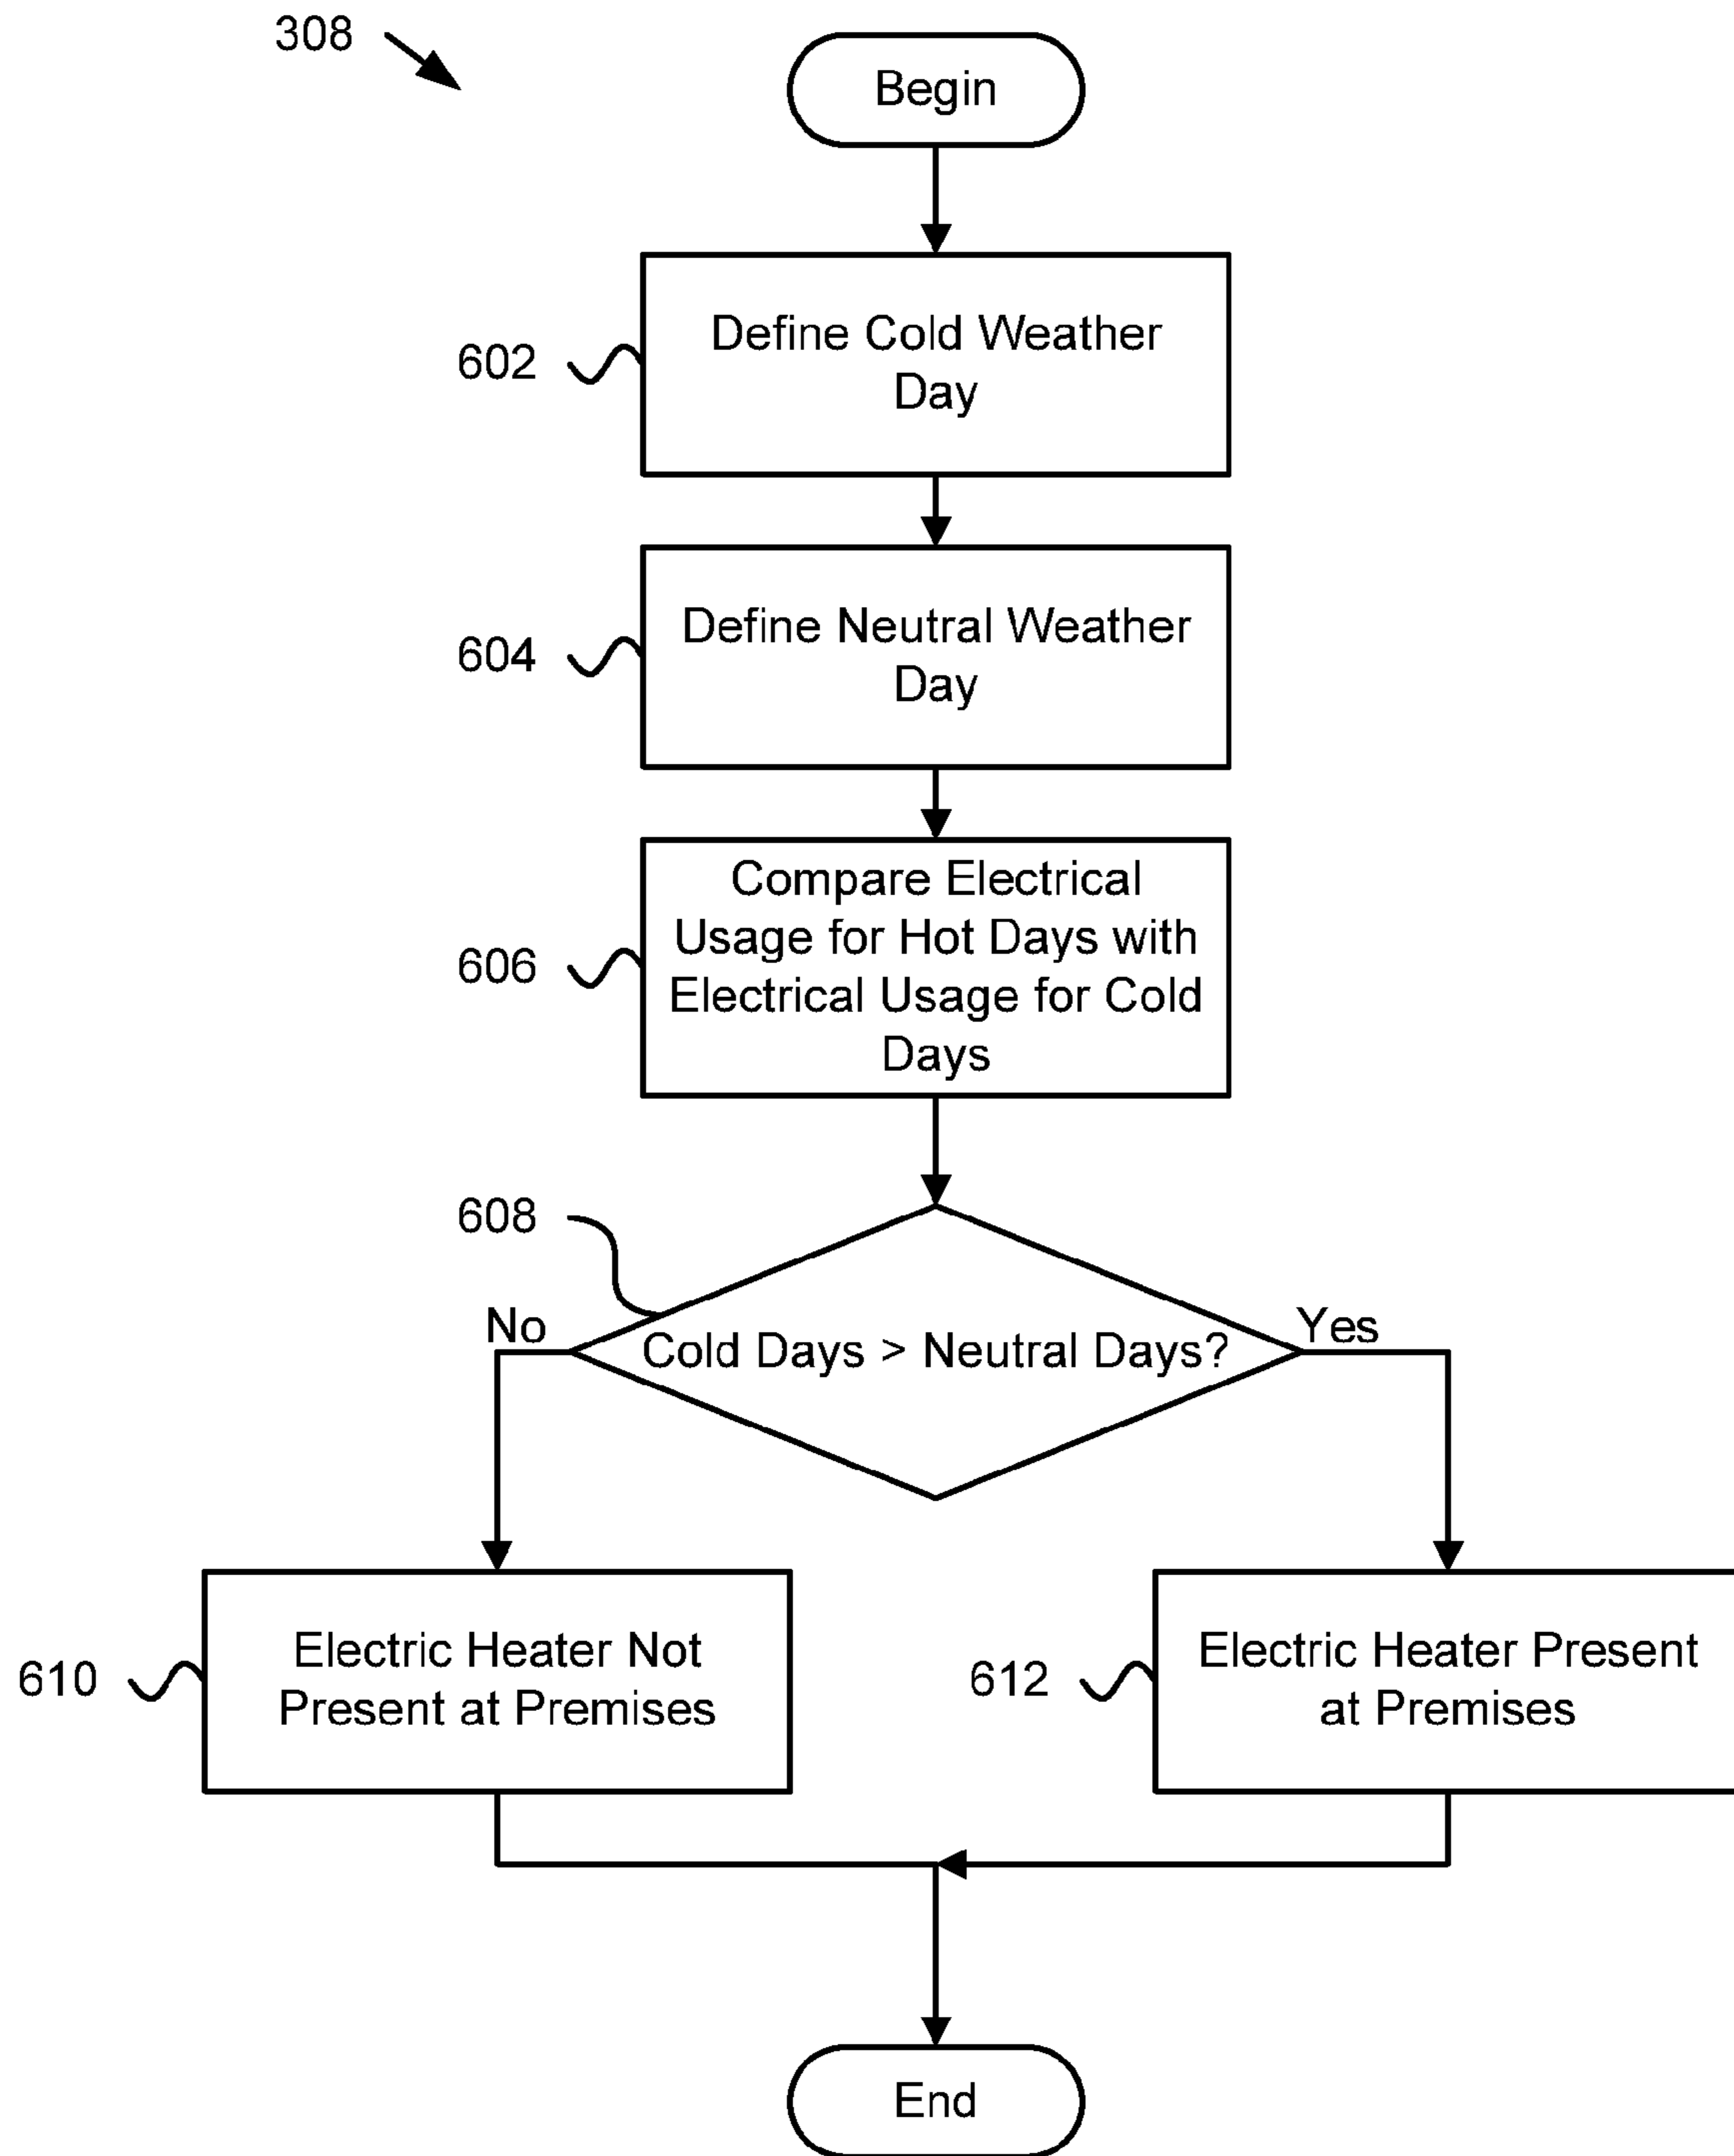 308
Begin
602
Define Cold Weather
Day
604
Define Neutral Weather
Day
606
Compare Electrical
Usage for Hot Days with
Electrical Usage for Cold
Days
608
No
Cold Days > Neutral Days?
Yes
610
Electric Heater Not
Present at Premises
612
Electric Heater Present
at Premises
End